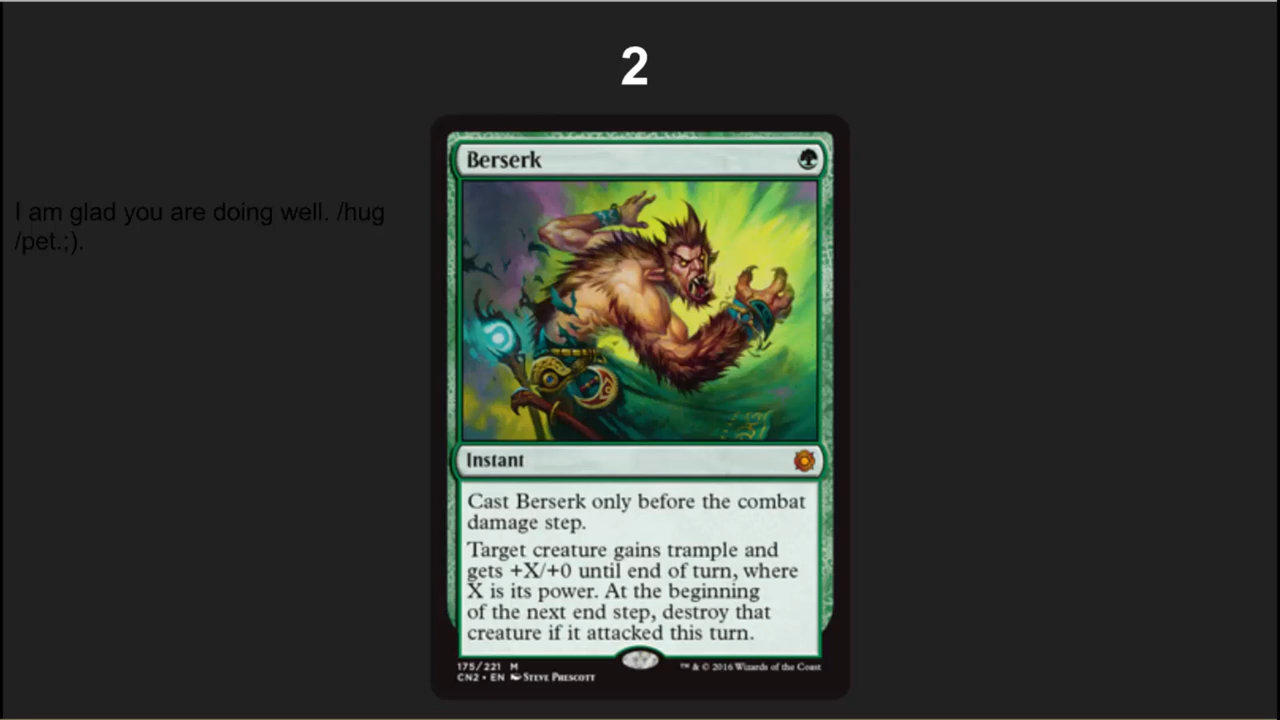 2
I am glad you are doing well. /hug
/pet.;).
Berserk
Instant
Cast Berserk only before the combat
damage step.
Target creature gains trample and
gets +X/+0 until end of turn, where
X is its power. At the beginning
of the next end step, destroy that
creature if it attacked this turn.
175/221 M
CN2 • EN Steve Prescott
™ & © 2016 Wizards of the Coast